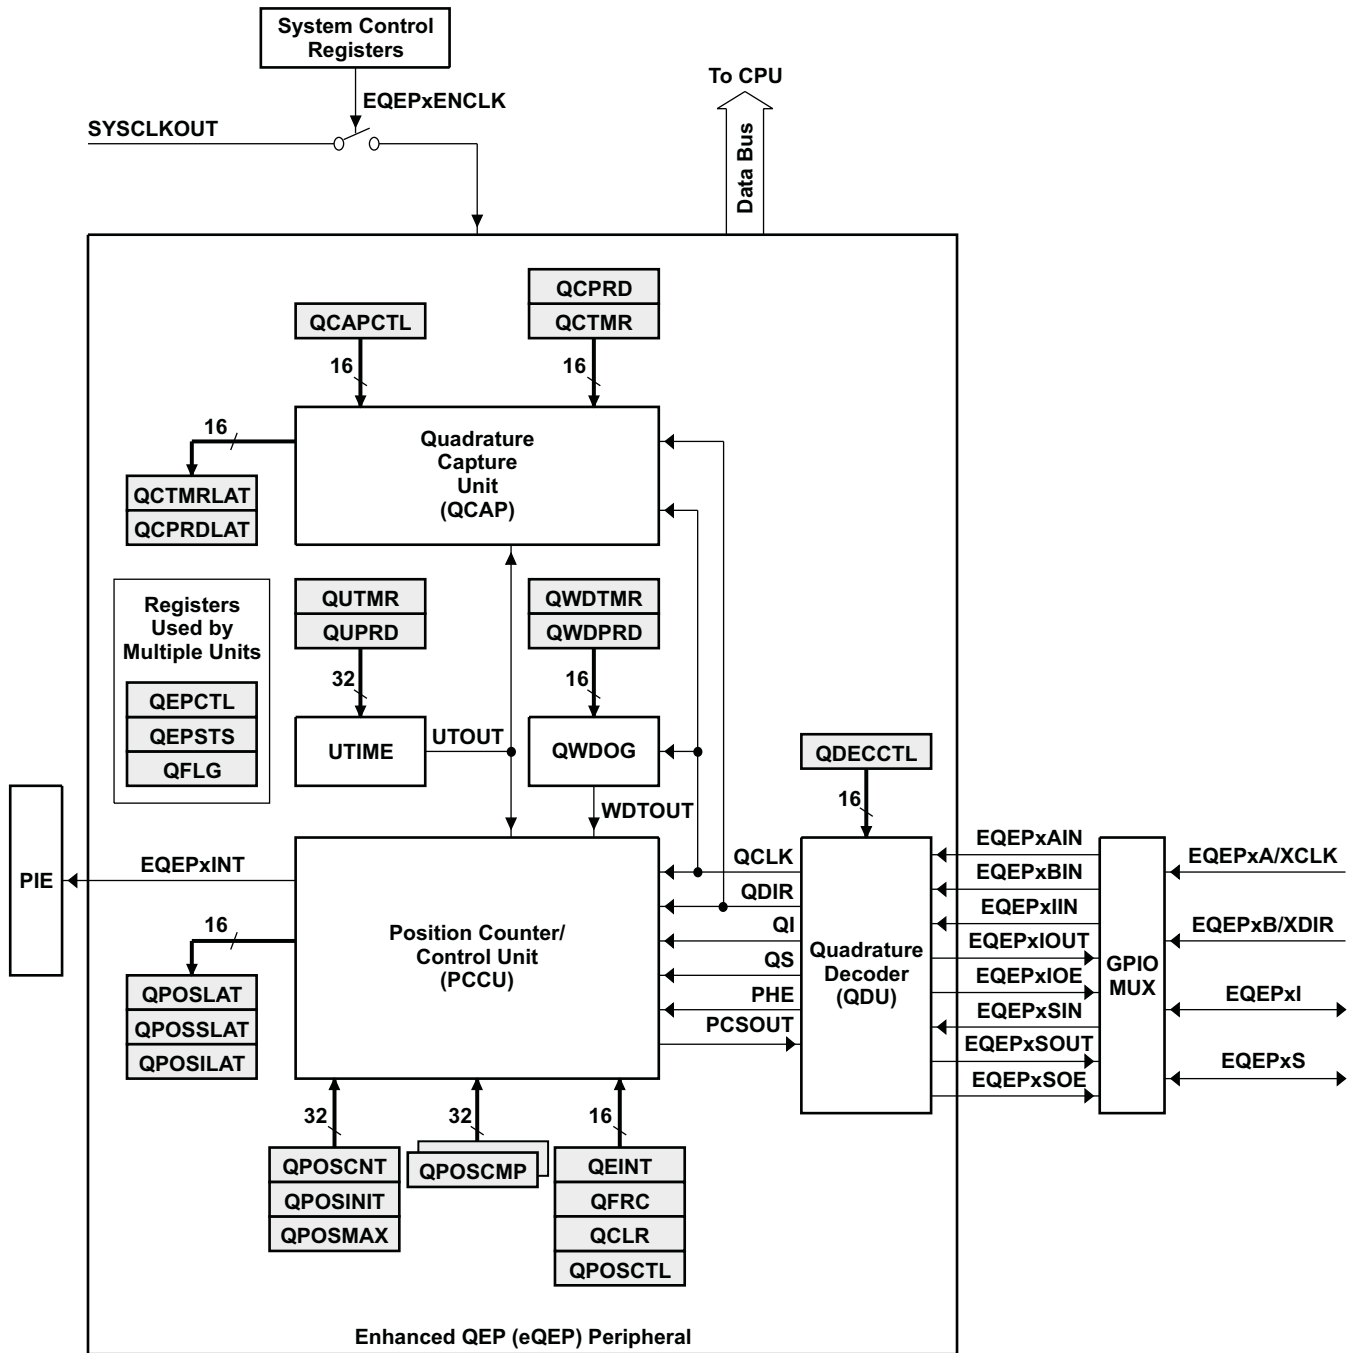 System Control
Registers
To CPU
EQEPxENCLK
SYSCLKOUT
Data Bus
QCPRD
QCAPCTL
QCTMR
16
16
16
Quadrature
Capture
Unit
(QCAP)
QCTMRLAT
QCPRDLAT
Registers
Used by
Multiple Units
QEPCTL
QEPSTS
QFLG
QUTMR
QUPRD
32
UTIME
UTOUT
QWDTMR
QWDPRD
16
QWDOG
WDTOUT
QDECCTL
16
PIE
EQEPxINT
16
QPOSLAT
QPOSSLAT
QPOSILAT
Position Counter/
Control Unit
(PCCU)
QCLK
QDIR
QI
QS
PHE
PCSOUT
Quadrature
Decoder
(QDU)
EQEPxAIN
EQEPxBIN
EQEPxIIN
EQEPxIOUT
EQEPxIOE
EQEPxSIN
EQEPxSOUT
EQEPxSOE
GPIO
MUX
EQEPxA/XCLK
EQEPxB/XDIR
EQEPxI
EQEPxS
32
32
16
QPOSCNT
QPOSINIT
QPOSMAX
QPOSCMP
QEINT
QFRC
QCLR
QPOSCTL
Enhanced QEP (eQEP) Peripheral